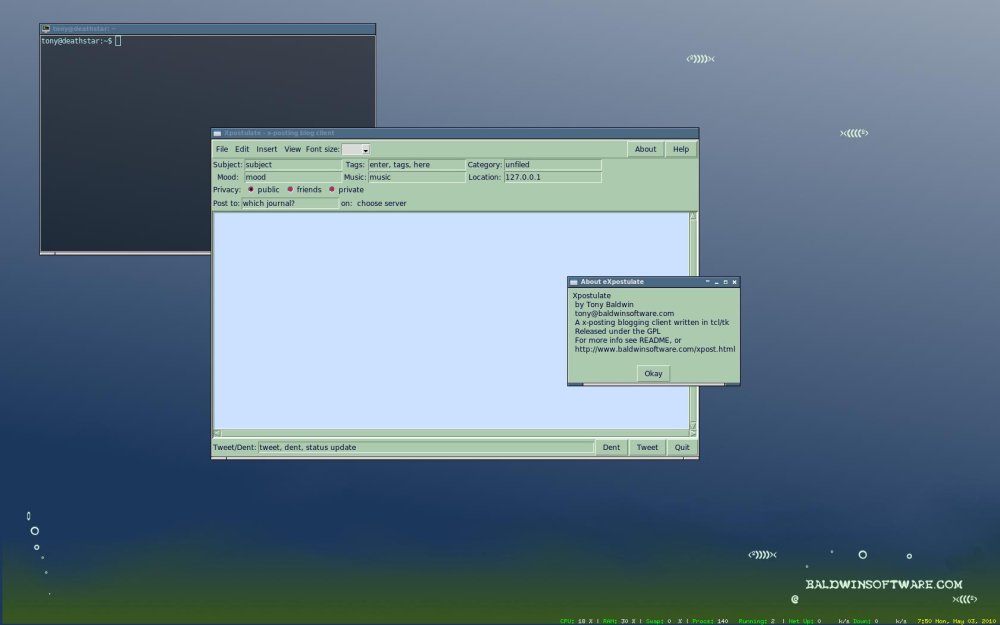 tony@deathstar: ~
tony@deathstar:~$
Xpostulate - x-posting blog client
File Edit Insert View Font size: About Help
Subject: subject Tags: enter, tags, here Category: unfiled
Mood: mood Music: music Location: 127.0.0.1
Privacy: public friends private
Post to: which journal? on: choose server
About eXpostulate
Xpostulate
by Tony Baldwin
tony@baldwinsoftware.com
A x-posting blogging client written in tcl/tk
Released under the GPL
For more info see README, or
http://www.baldwinsoftware.com/xpost.html
Okay
Tweet/Dent: tweet, dent, status update Dent Tweet Quit
BALDWINSOFTWARE.COM
CPU: 18 % | RAM: 30 % | Swap: 0 % | Procs: 140 Running: 2 | Net Up: 0 k/s Down: 0 k/s 7:50 Mon, May 03, 2010